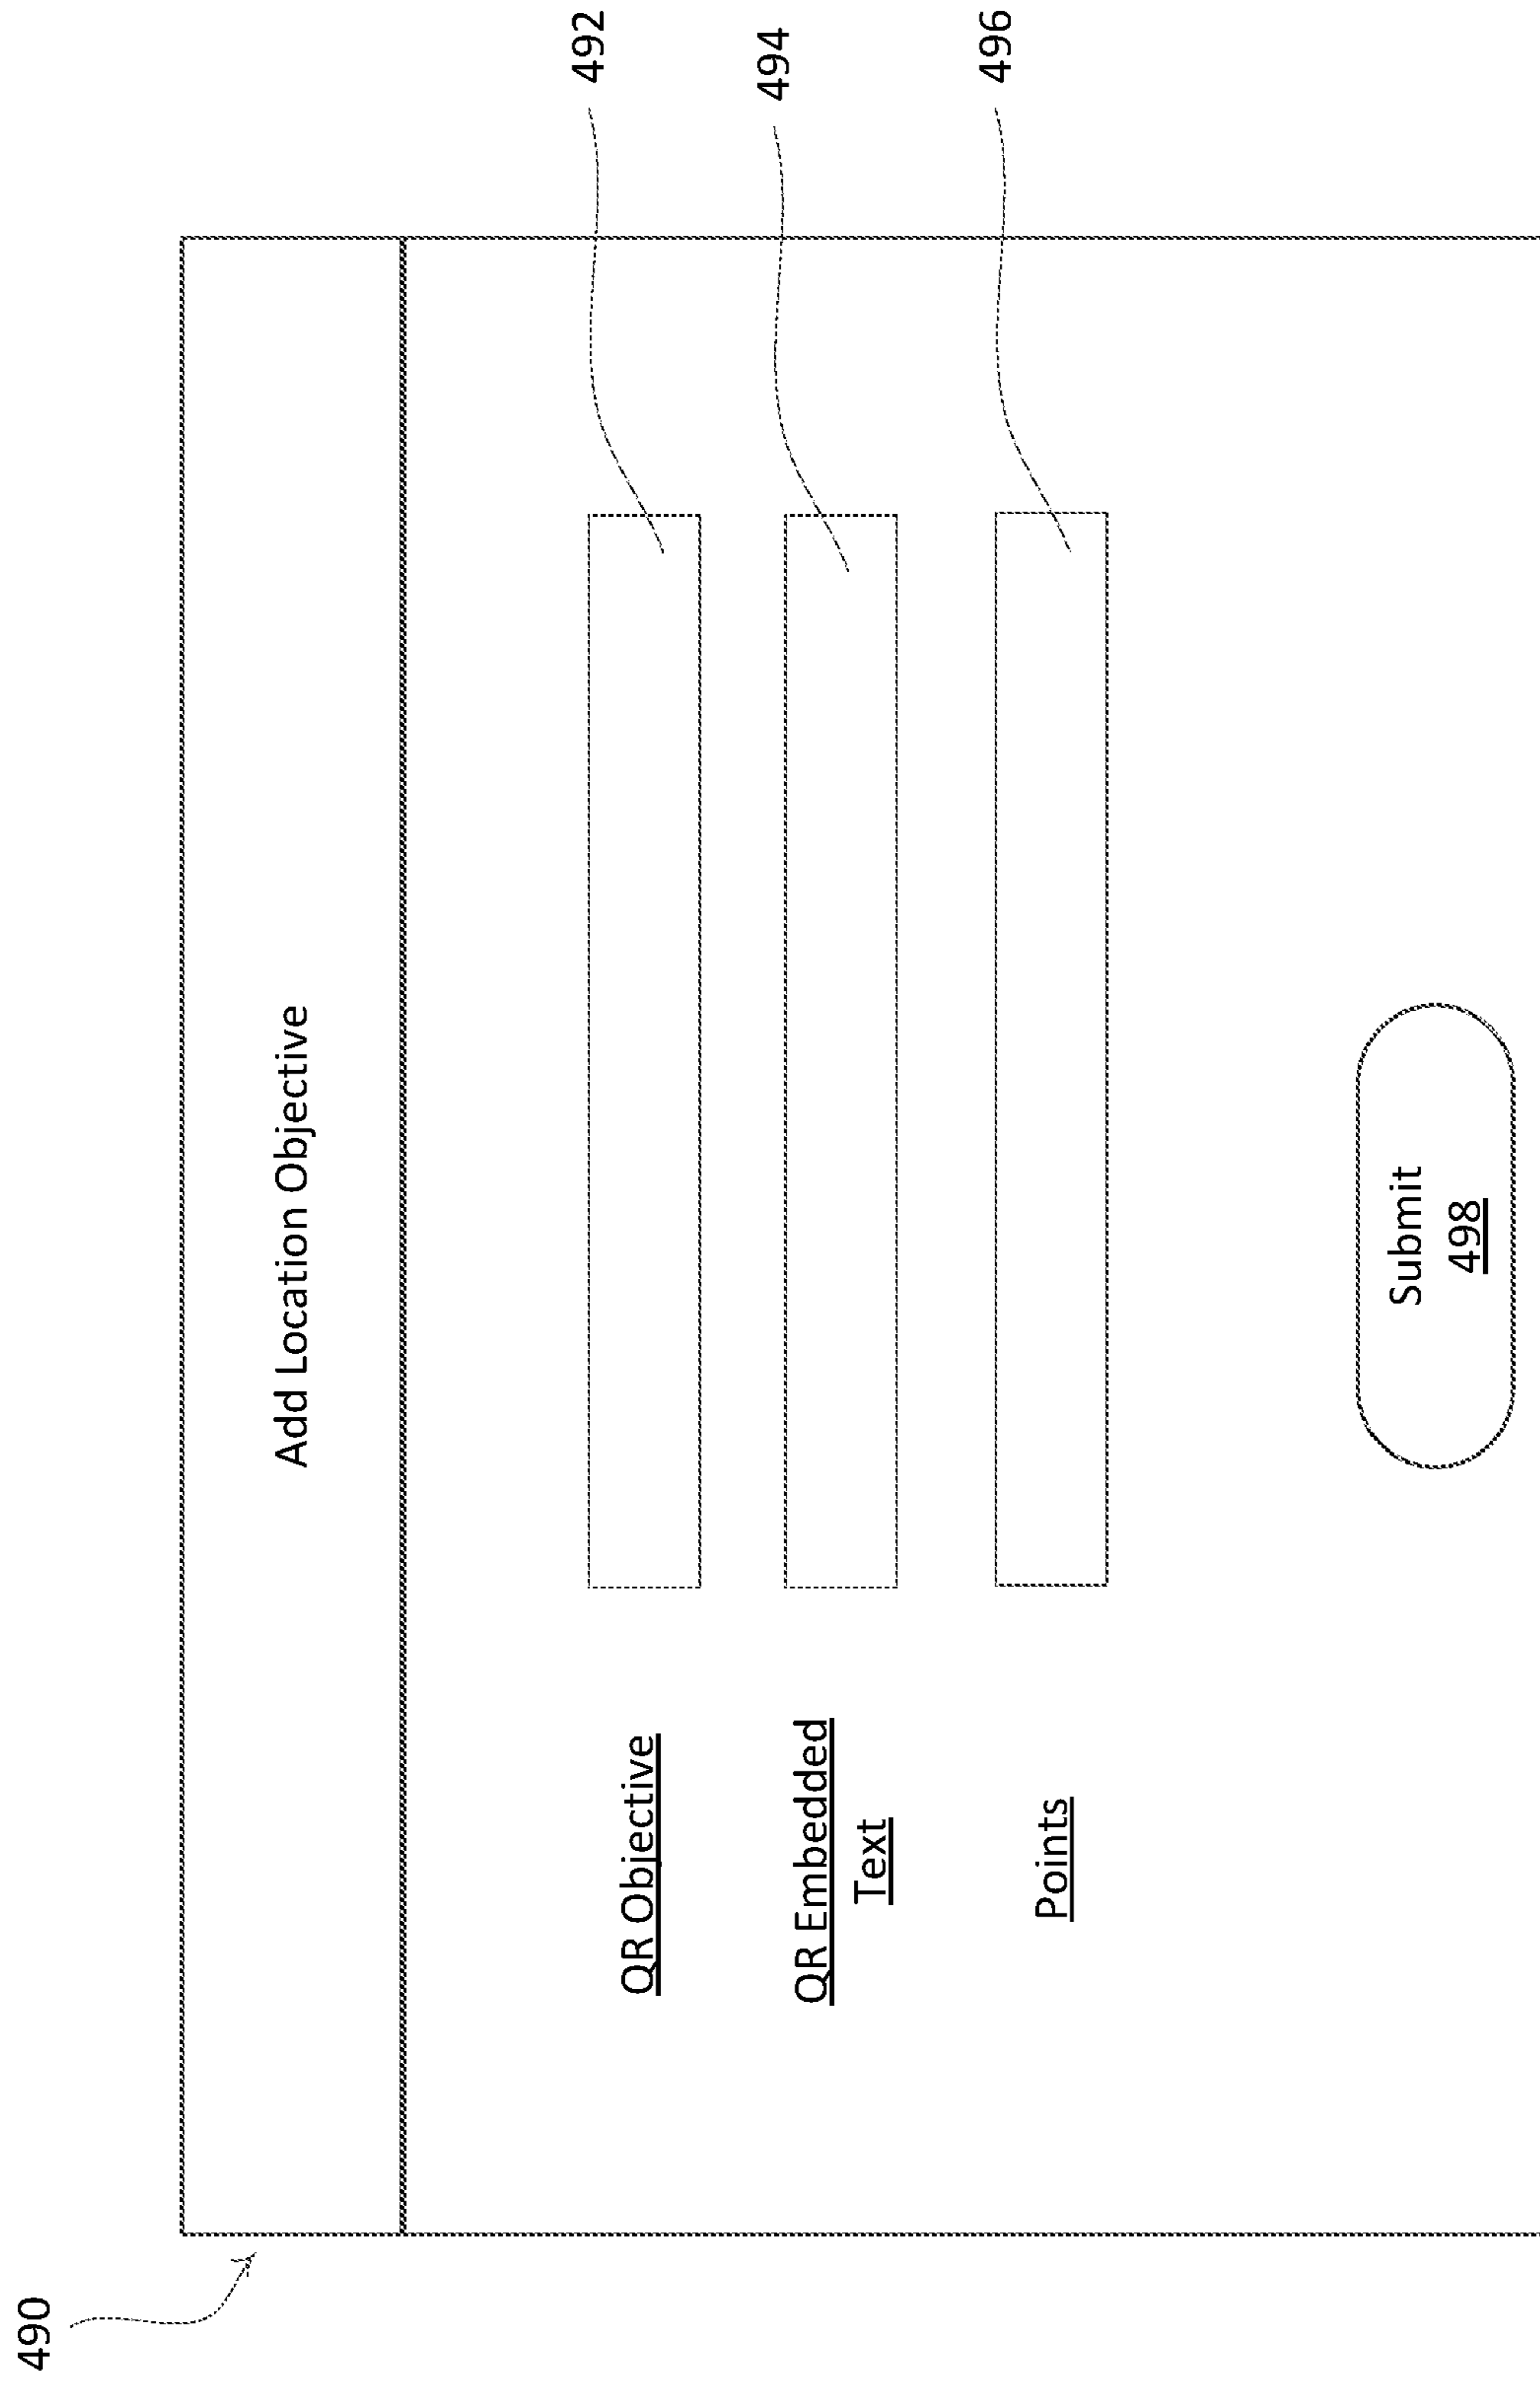 490
Add Location Objective
QR Objective
492
QR Embedded
Text
494
Points
496
Submit
498